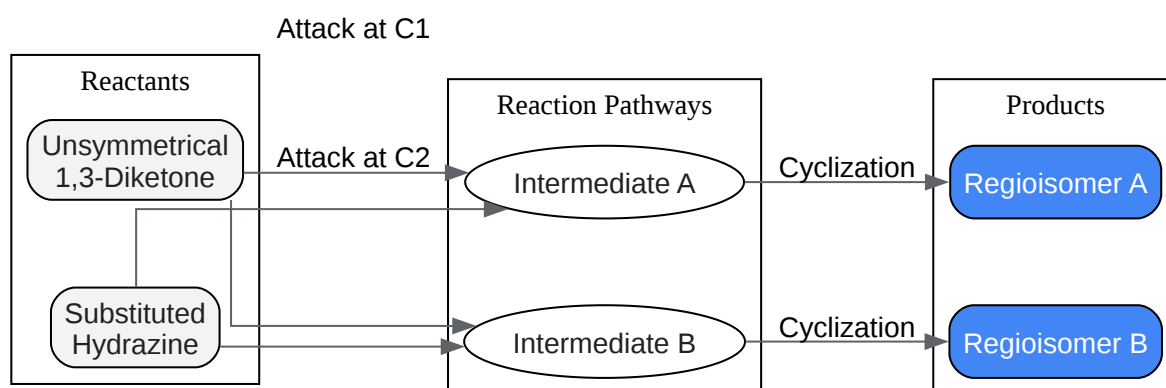 Attack at C1
Reactants
Unsymmetrical
1,3-Diketone
Attack at C2
Substituted
Hydrazine
Reaction Pathways
Intermediate A
Intermediate B
Cyclization
Cyclization
Products
Regioisomer A
Regioisomer B